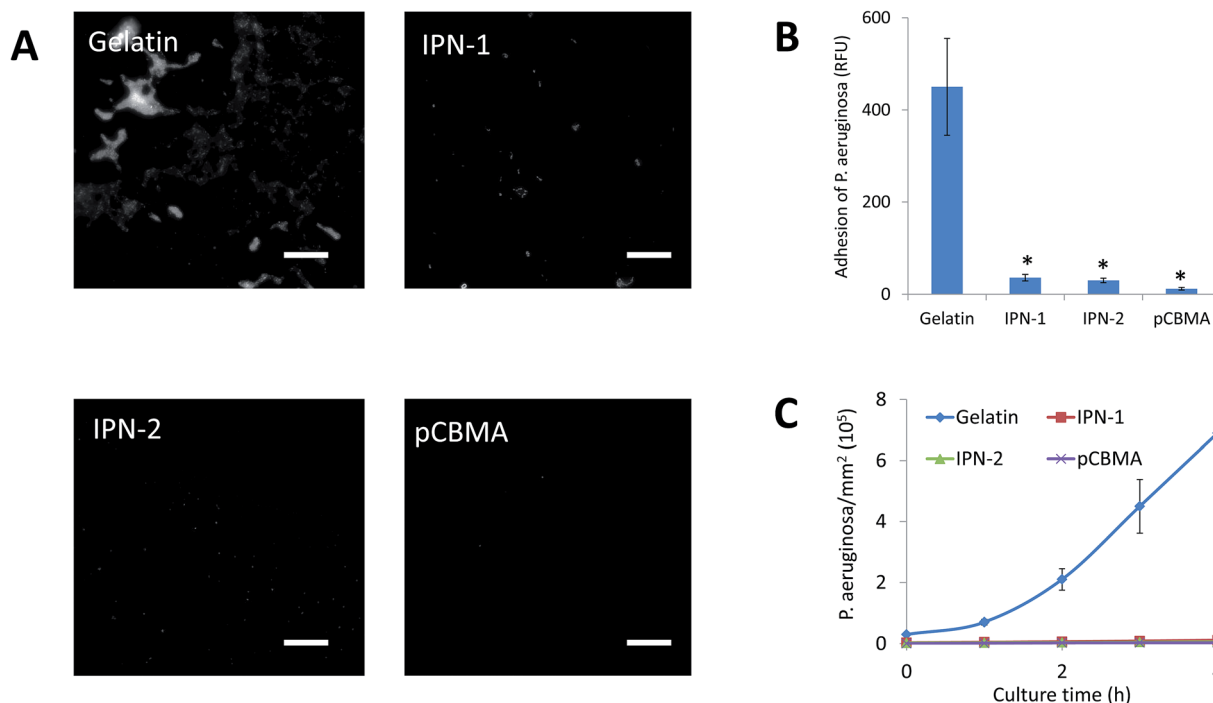 A
Gelatin
IPN-1
IPN-2
pCBMA
B
Adhesion of P. aeruginosa (RFU)
600
400
200
0
*
*
*
Gelatin IPN-1 IPN-2 pCBMA
C
P. aeruginosa/mm² (10⁵)
8
6
4
2
0
Gelatin IPN-1
IPN-2 pCBMA
0 2
Culture time (h)